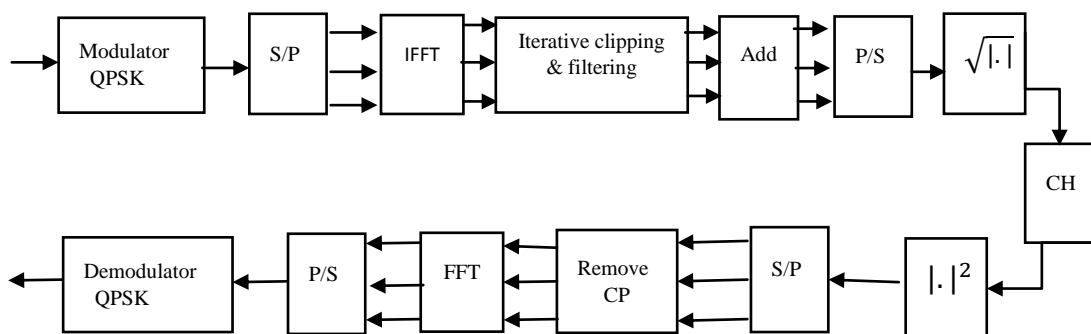 Modulator
QPSK
S/P
IFFT
Iterative clipping
& filtering
Add
P/S
√|.|
CH
|.|²
S/P
Remove
CP
FFT
P/S
Demodulator
QPSK